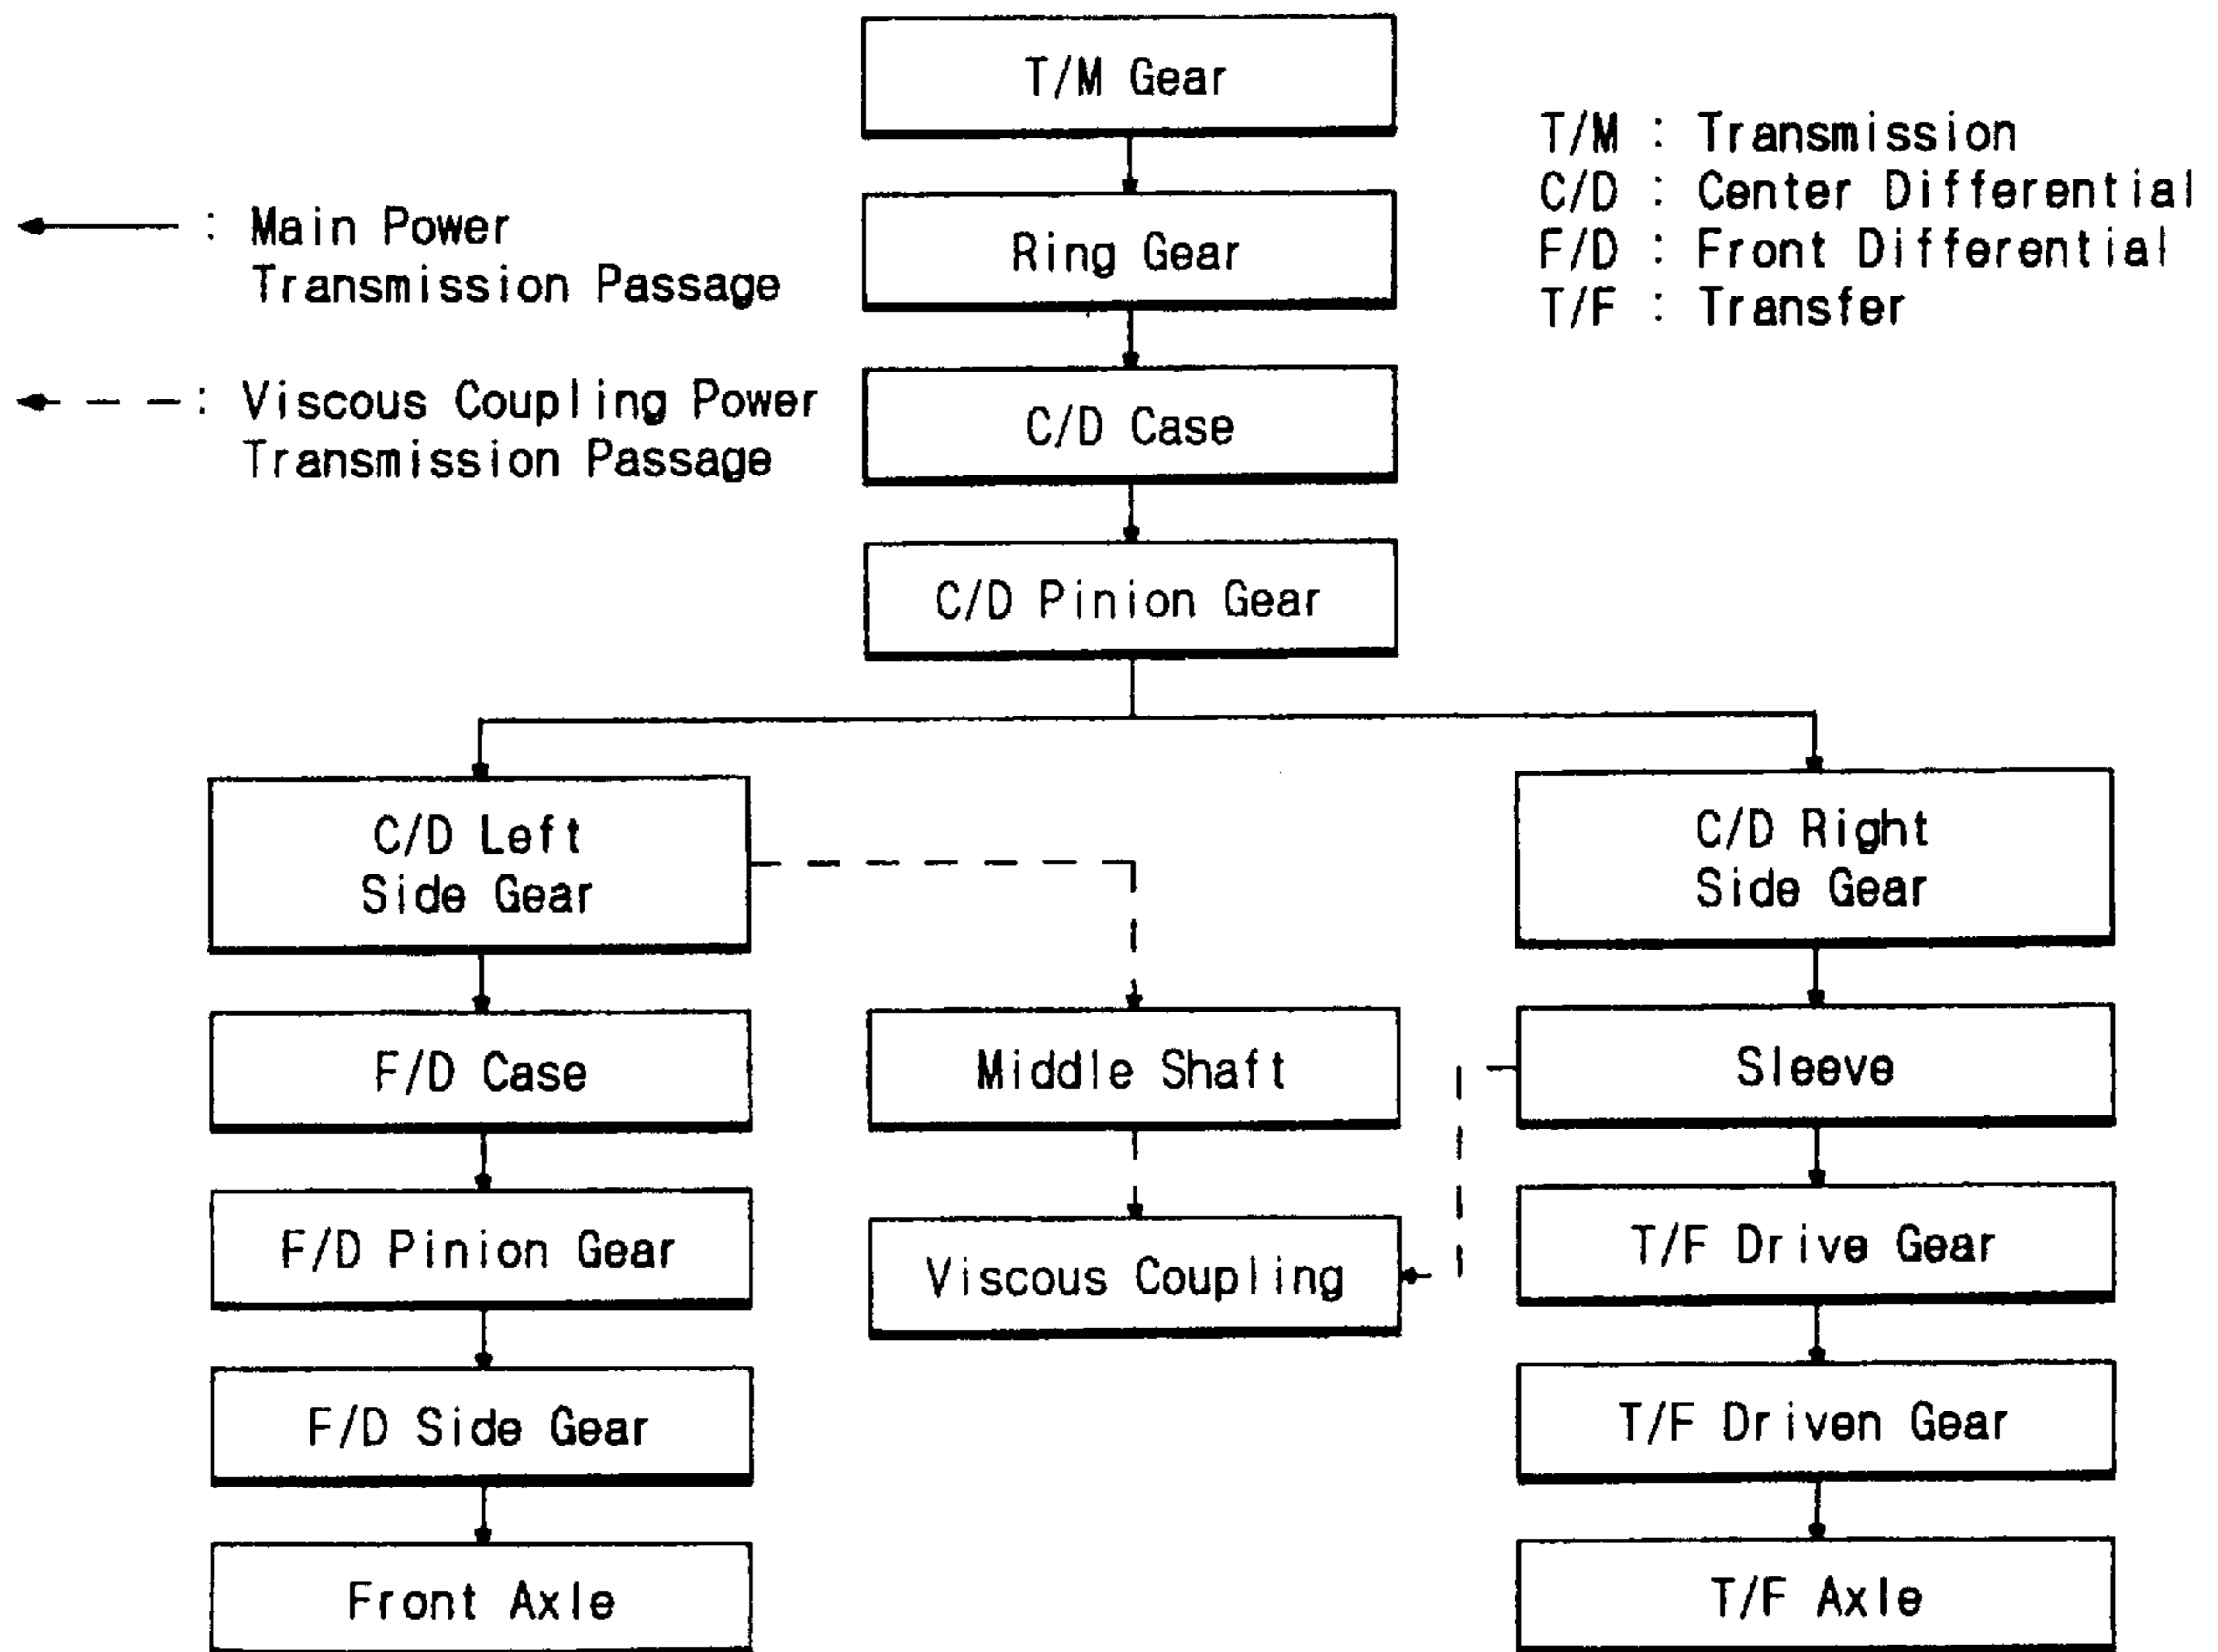 T/M Gear
T/M : Transmission
C/D : Center Differential
F/D : Front Differential
T/F : Transfer
: Main Power
Transmission Passage
Ring Gear
: Viscous Coupling Power
Transmission Passage
C/D Case
C/D Pinion Gear
C/D Left
Side Gear
C/D Right
Side Gear
F/D Case
Middle Shaft
Sleeve
F/D Pinion Gear
Viscous Coupling
T/F Drive Gear
F/D Side Gear
T/F Driven Gear
Front Axle
T/F Axle